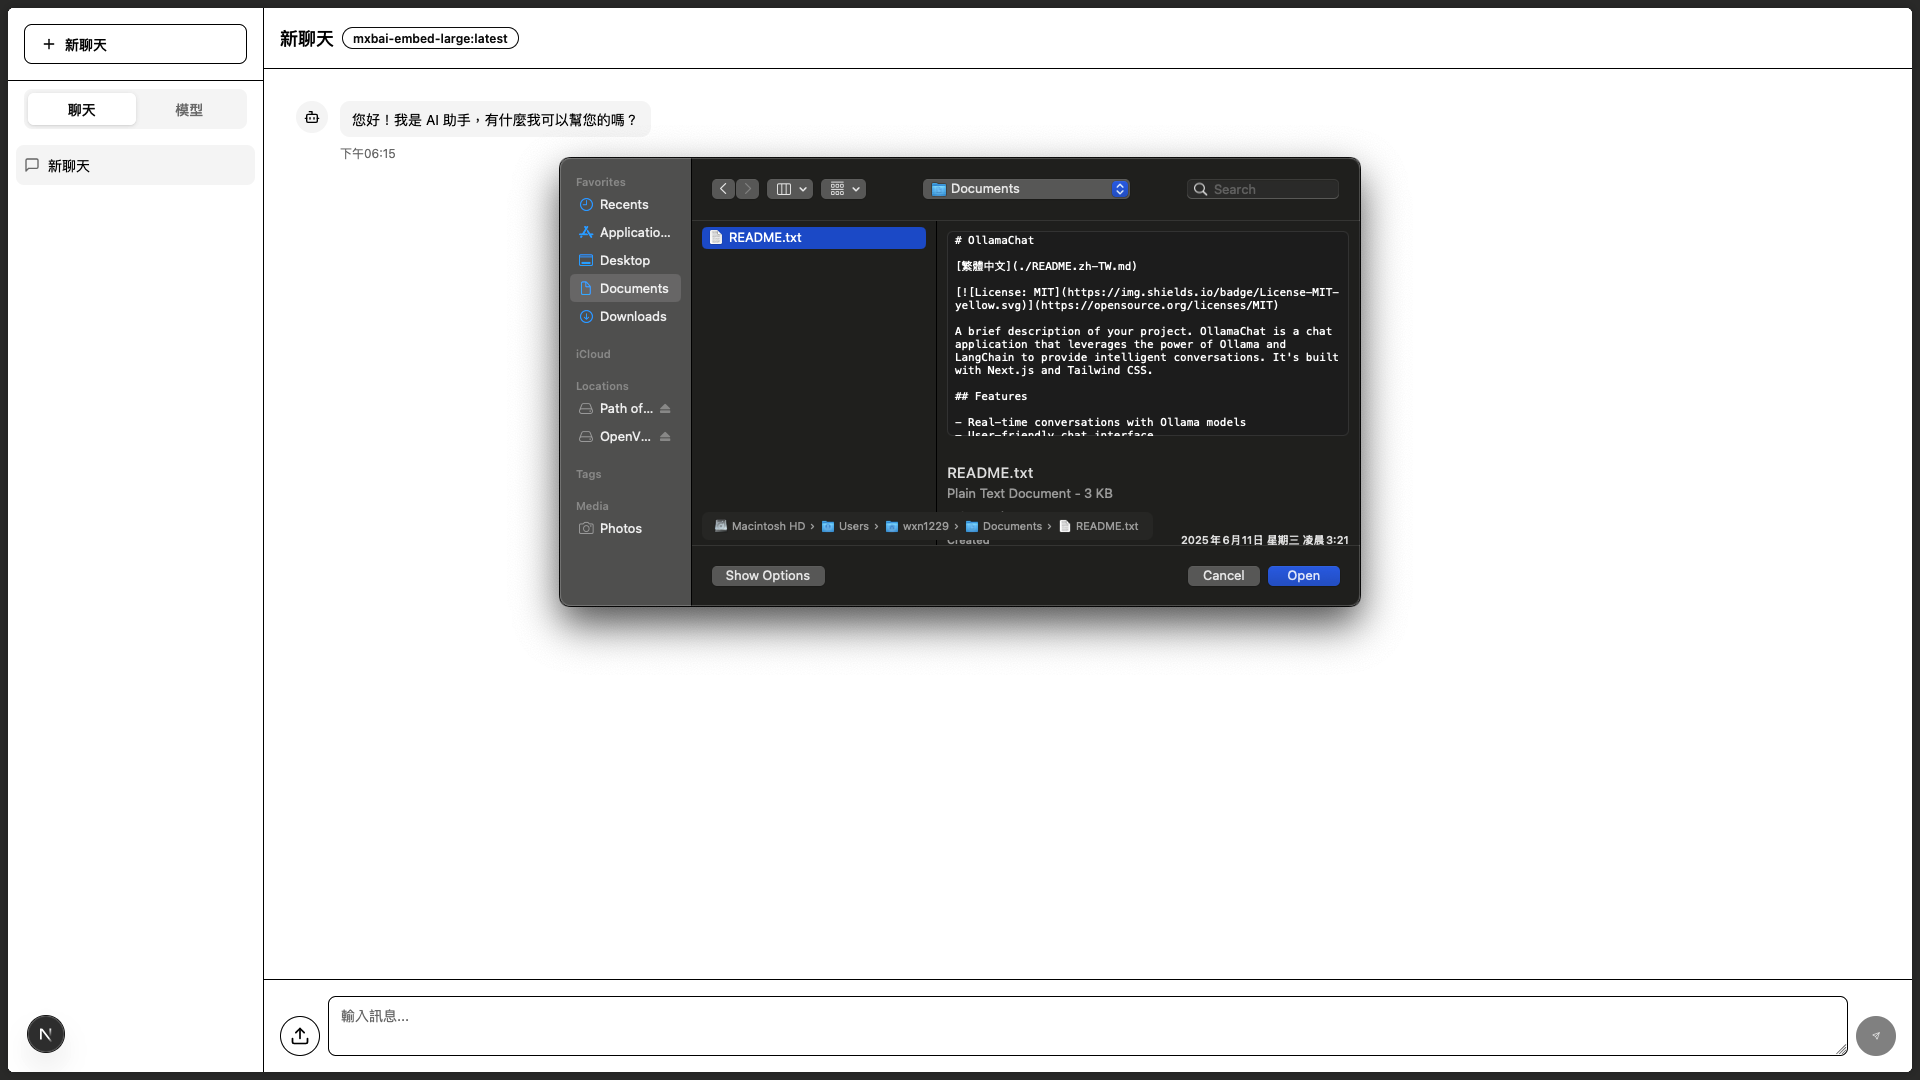 新聊天
聊天
模型
新聊天
新聊天
mxbai-embed-large:latest
您好！我是 AI 助手，有什麼我可以幫您的嗎？
下午06:15
Favorites
Recents
Applicatio...
Desktop
Documents
Downloads
iCloud
Locations
Path of...
OpenV...
Tags
Media
Photos
Documents
Search
README.txt
# OllamaChat
[繁體中文](./README.zh-TW.md)
[![License: MIT](https://img.shields.io/badge/License-MIT-
yellow.svg)](https://opensource.org/licenses/MIT)
A brief description of your project. OllamaChat is a chat
application that leverages the power of Ollama and
LangChain to provide intelligent conversations. It's built
with Next.js and Tailwind CSS.
## Features
- Real-time conversations with Ollama models
- User-friendly chat interface
README.txt
Plain Text Document - 3 KB
Macintosh HD › Users › wxn1229 › Documents › README.txt
Created
2025年6月11日 星期三 凌晨3:21
Show Options
Cancel
Open
輸入訊息...
N